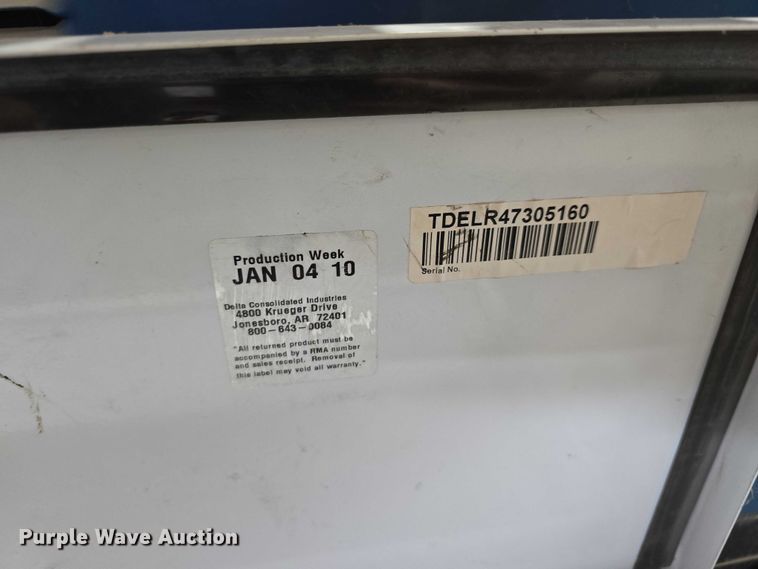 TDELR47305160
Serial No.
Production Week
JAN 04 10
Delta Consolidated Industries
4800 Krueger Drive
Jonesboro, AR 72401
800-643-0084
"All returned product must be
accompanied by a RMA number
and sales receipt. Removal of
this label may void all warranty."
Purple Wave Auction